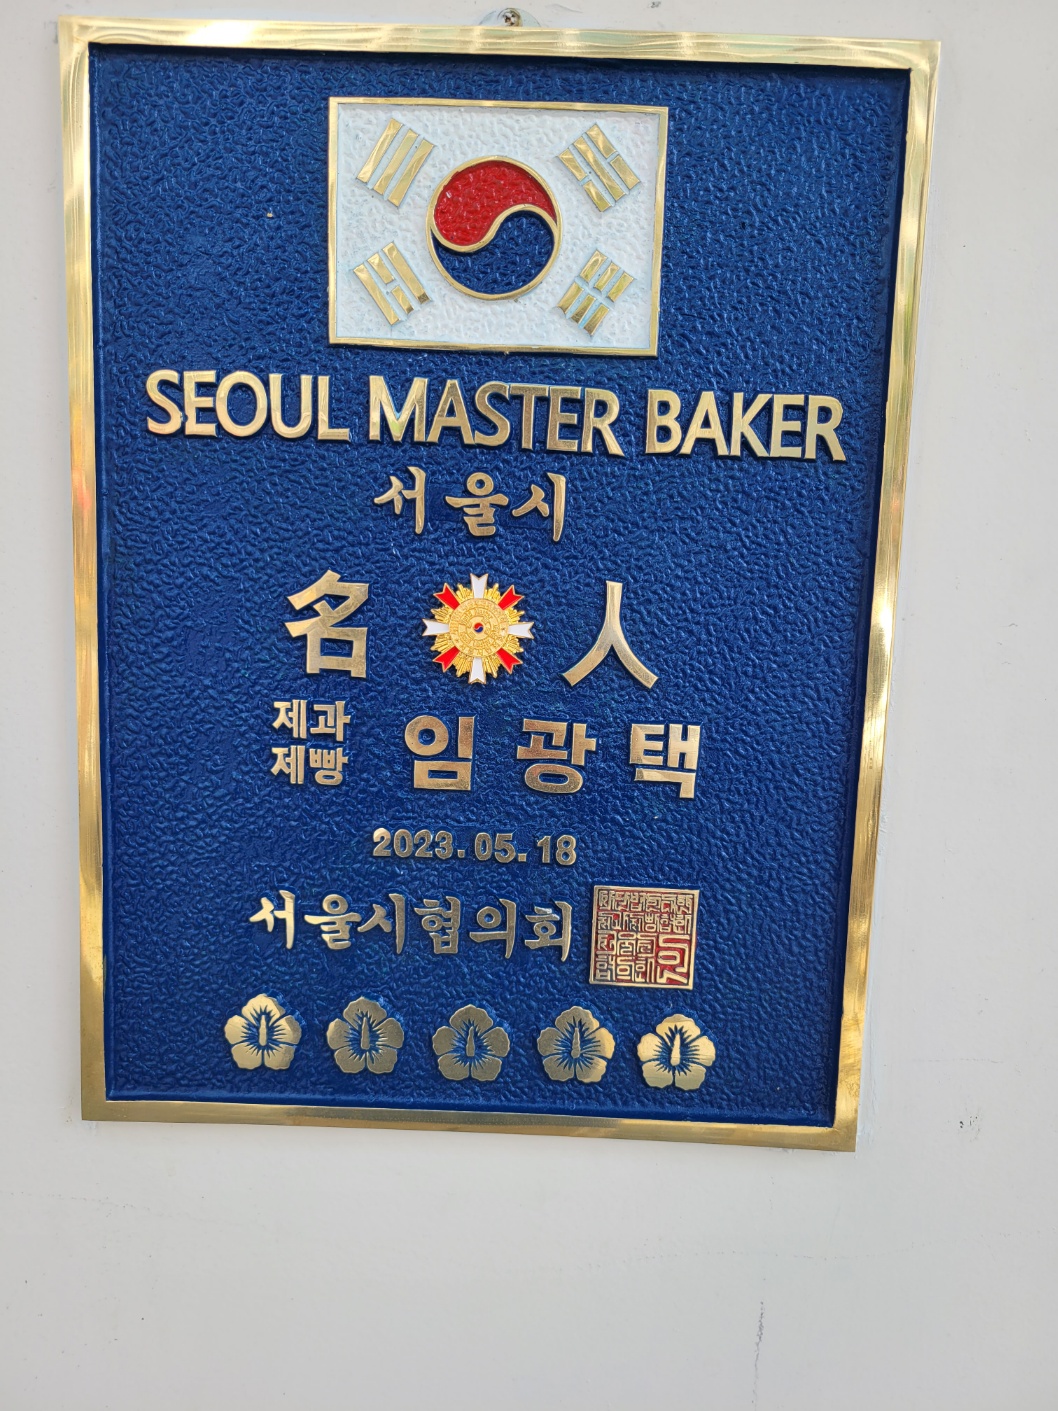 SEOUL MASTER BAKER
서울시
名 人
제과
제빵
임광택
2023.05.18
서울시협의회